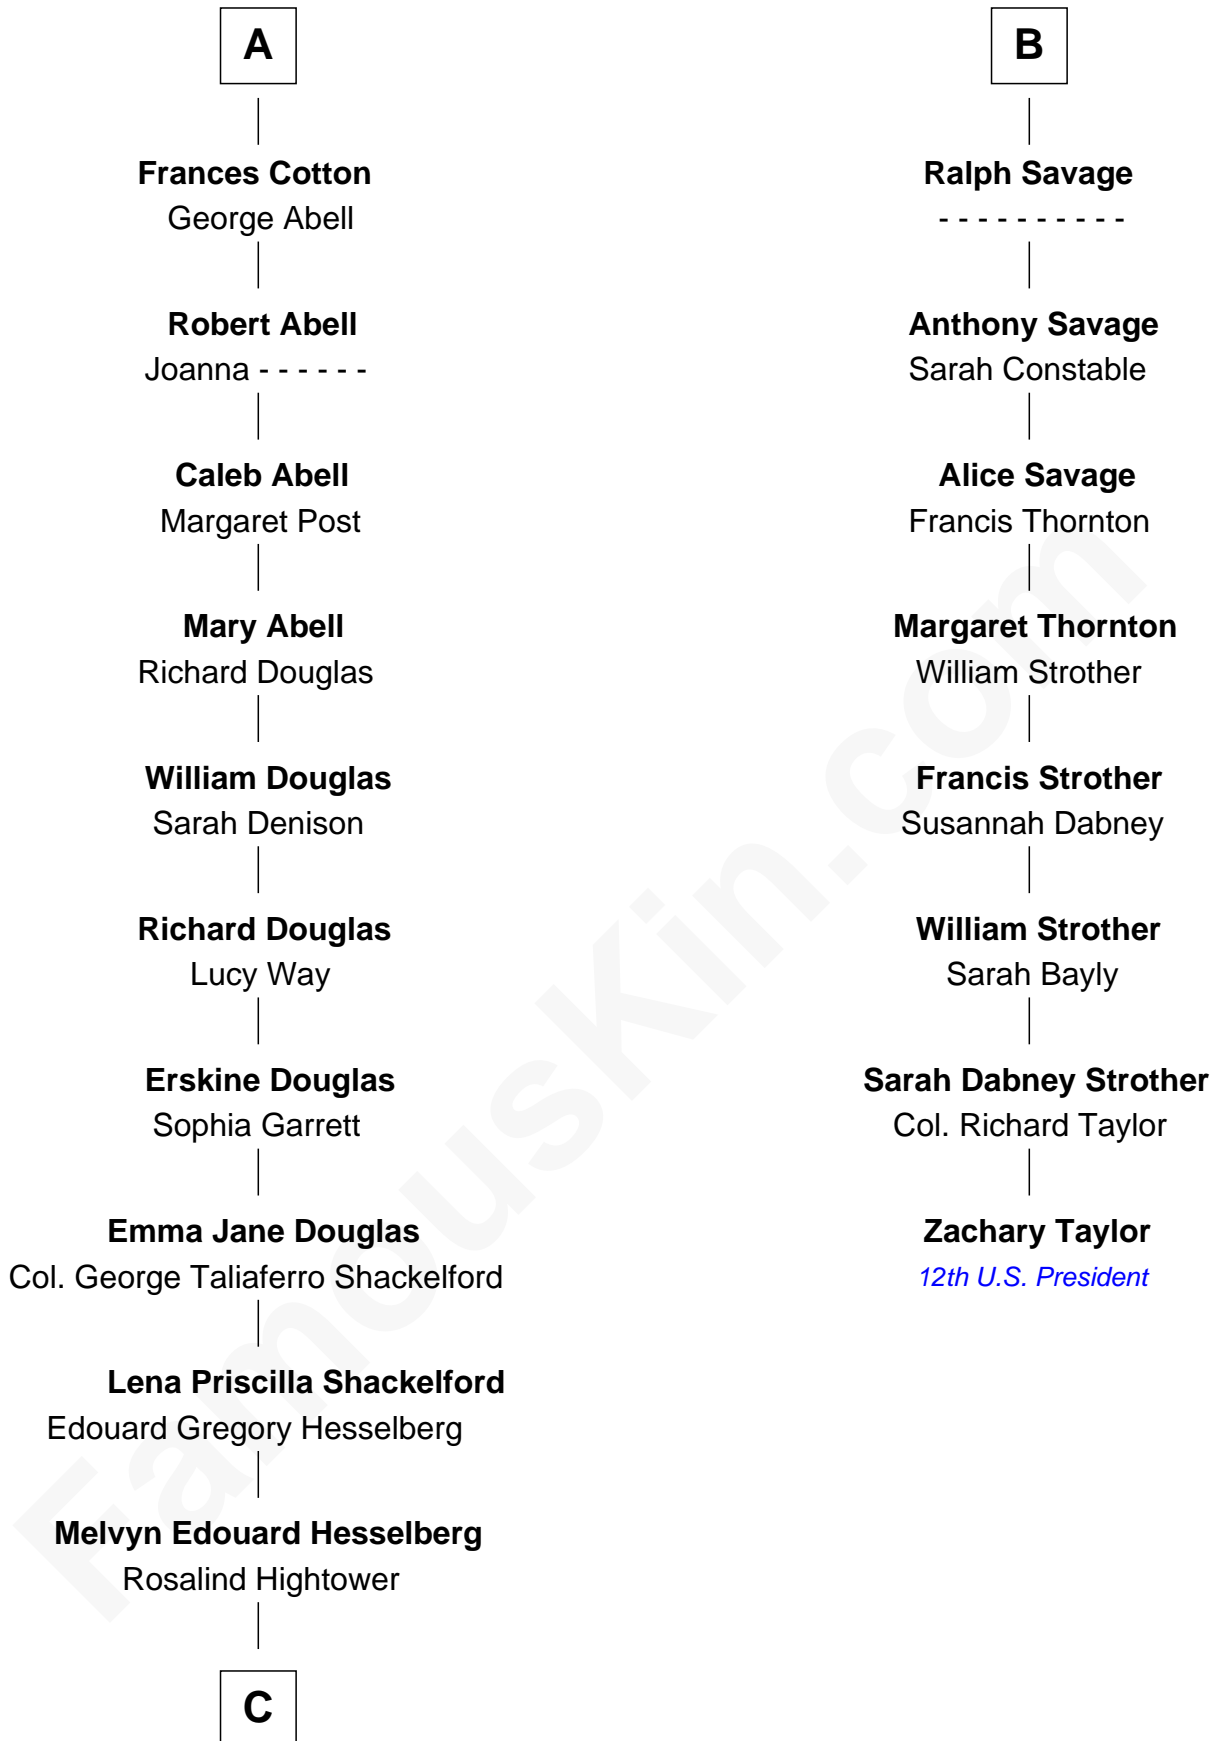 A
Frances Cotton
George Abell
Robert Abell
Joanna - - - - - -
Caleb Abell
Margaret Post
Mary Abell
Richard Douglas
William Douglas
Sarah Denison
Richard Douglas
Lucy Way
Erskine Douglas
Sophia Garrett
Emma Jane Douglas
Col. George Taliaferro Shackelford
Lena Priscilla Shackelford
Edouard Gregory Hesselberg
Melvyn Edouard Hesselberg
Rosalind Hightower
C
B
Ralph Savage
- - - - - - - - - -
Anthony Savage
Sarah Constable
Alice Savage
Francis Thornton
Margaret Thornton
William Strother
Francis Strother
Susannah Dabney
William Strother
Sarah Bayly
Sarah Dabney Strother
Col. Richard Taylor
Zachary Taylor
12th U.S. President
FamousKin.com